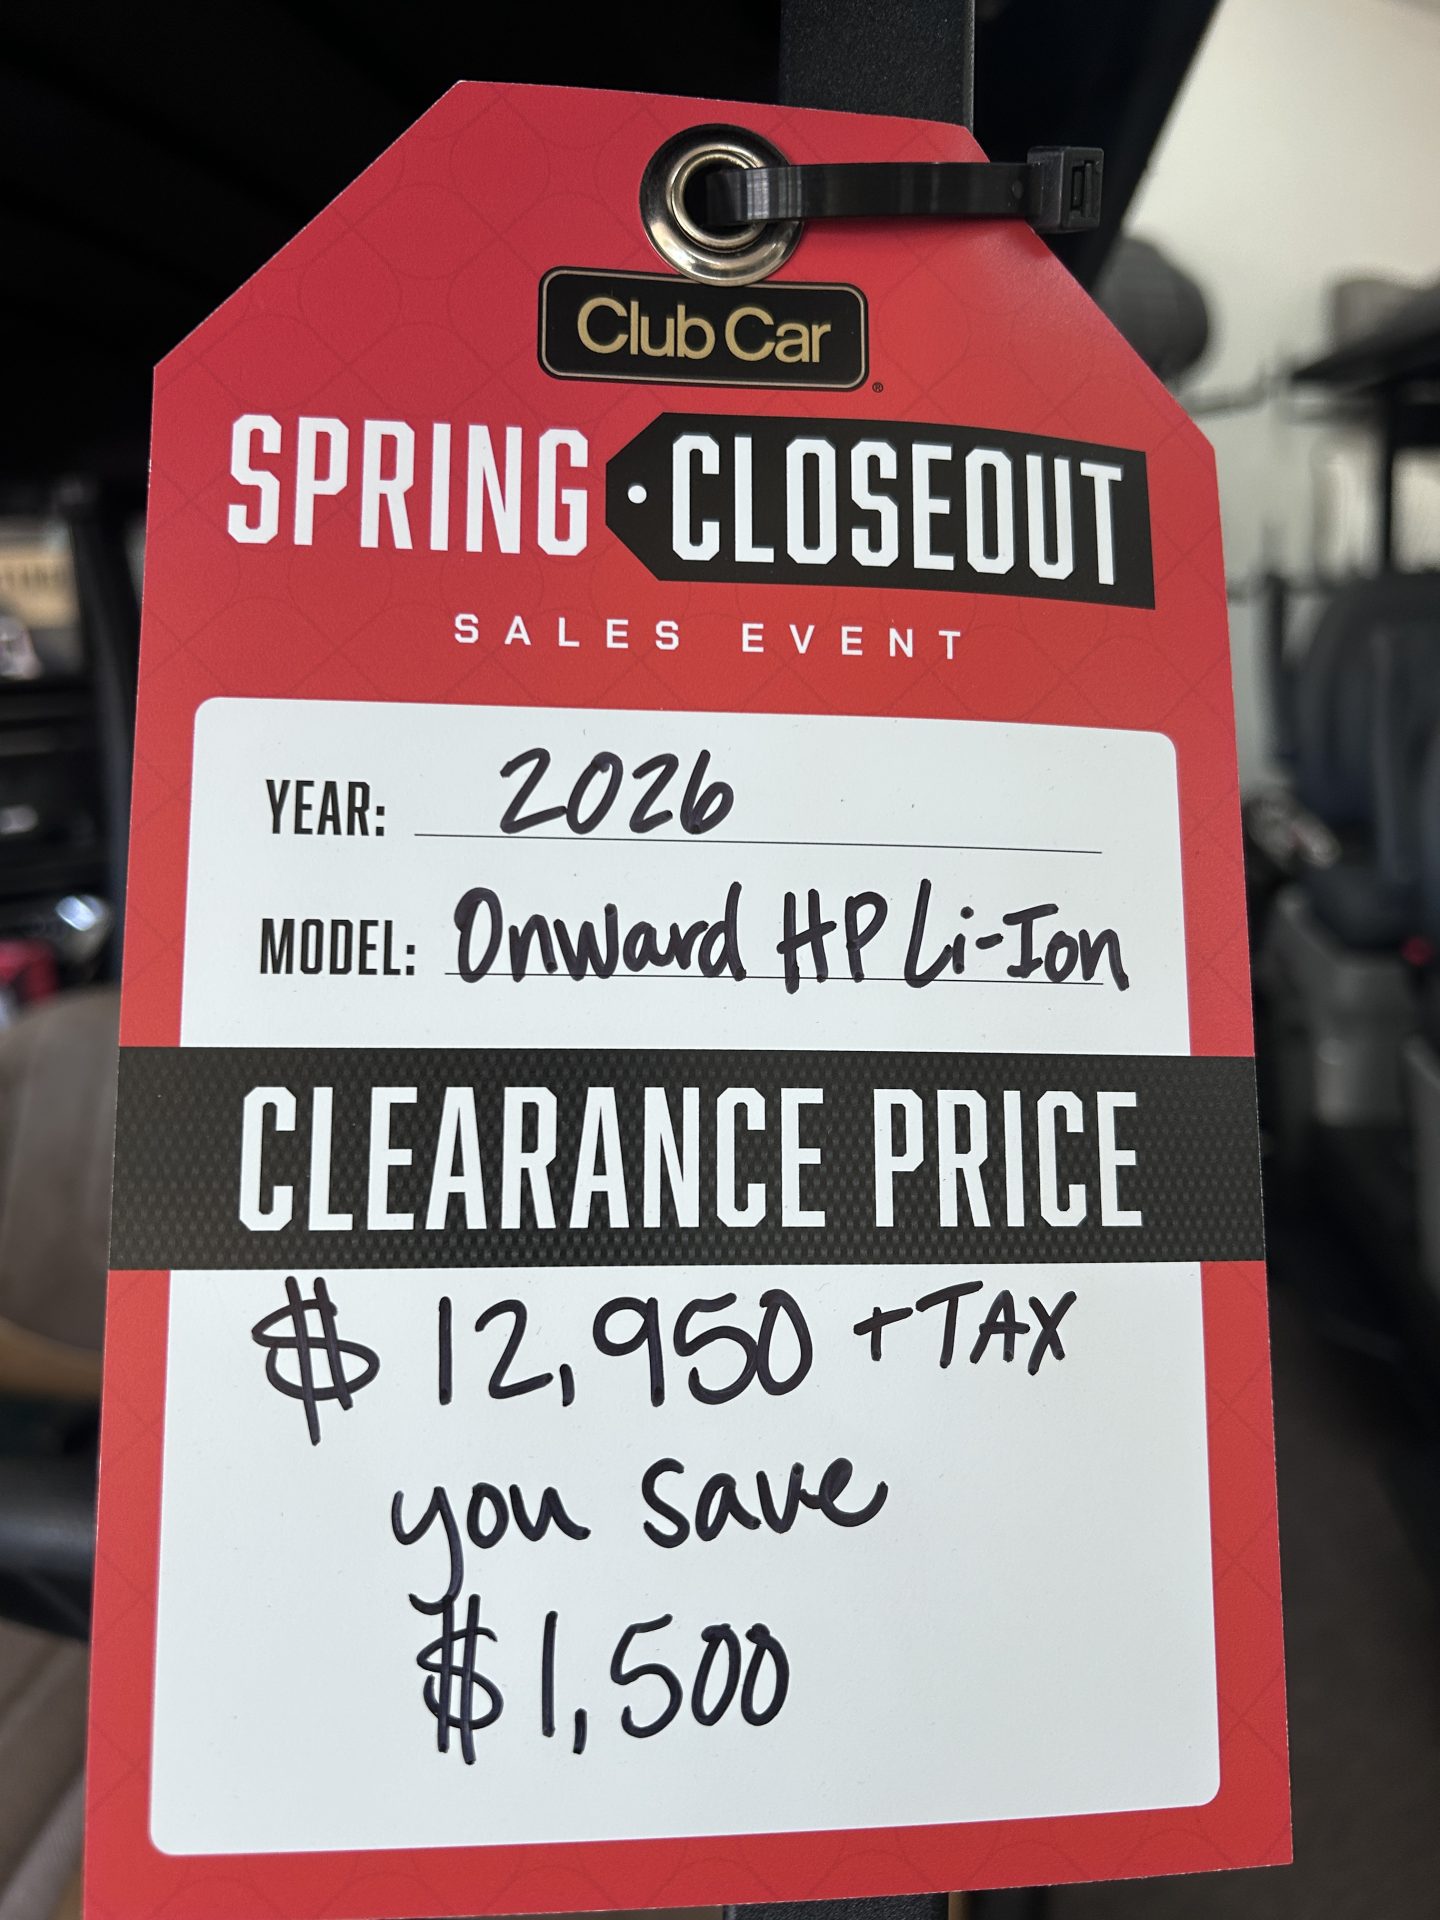 Club Car®
SPRING CLOSEOUT
SALES EVENT
YEAR: 2026
MODEL: Onward HP Li-Ion
CLEARANCE PRICE
$ 12,950 + TAX
you save
$1,500